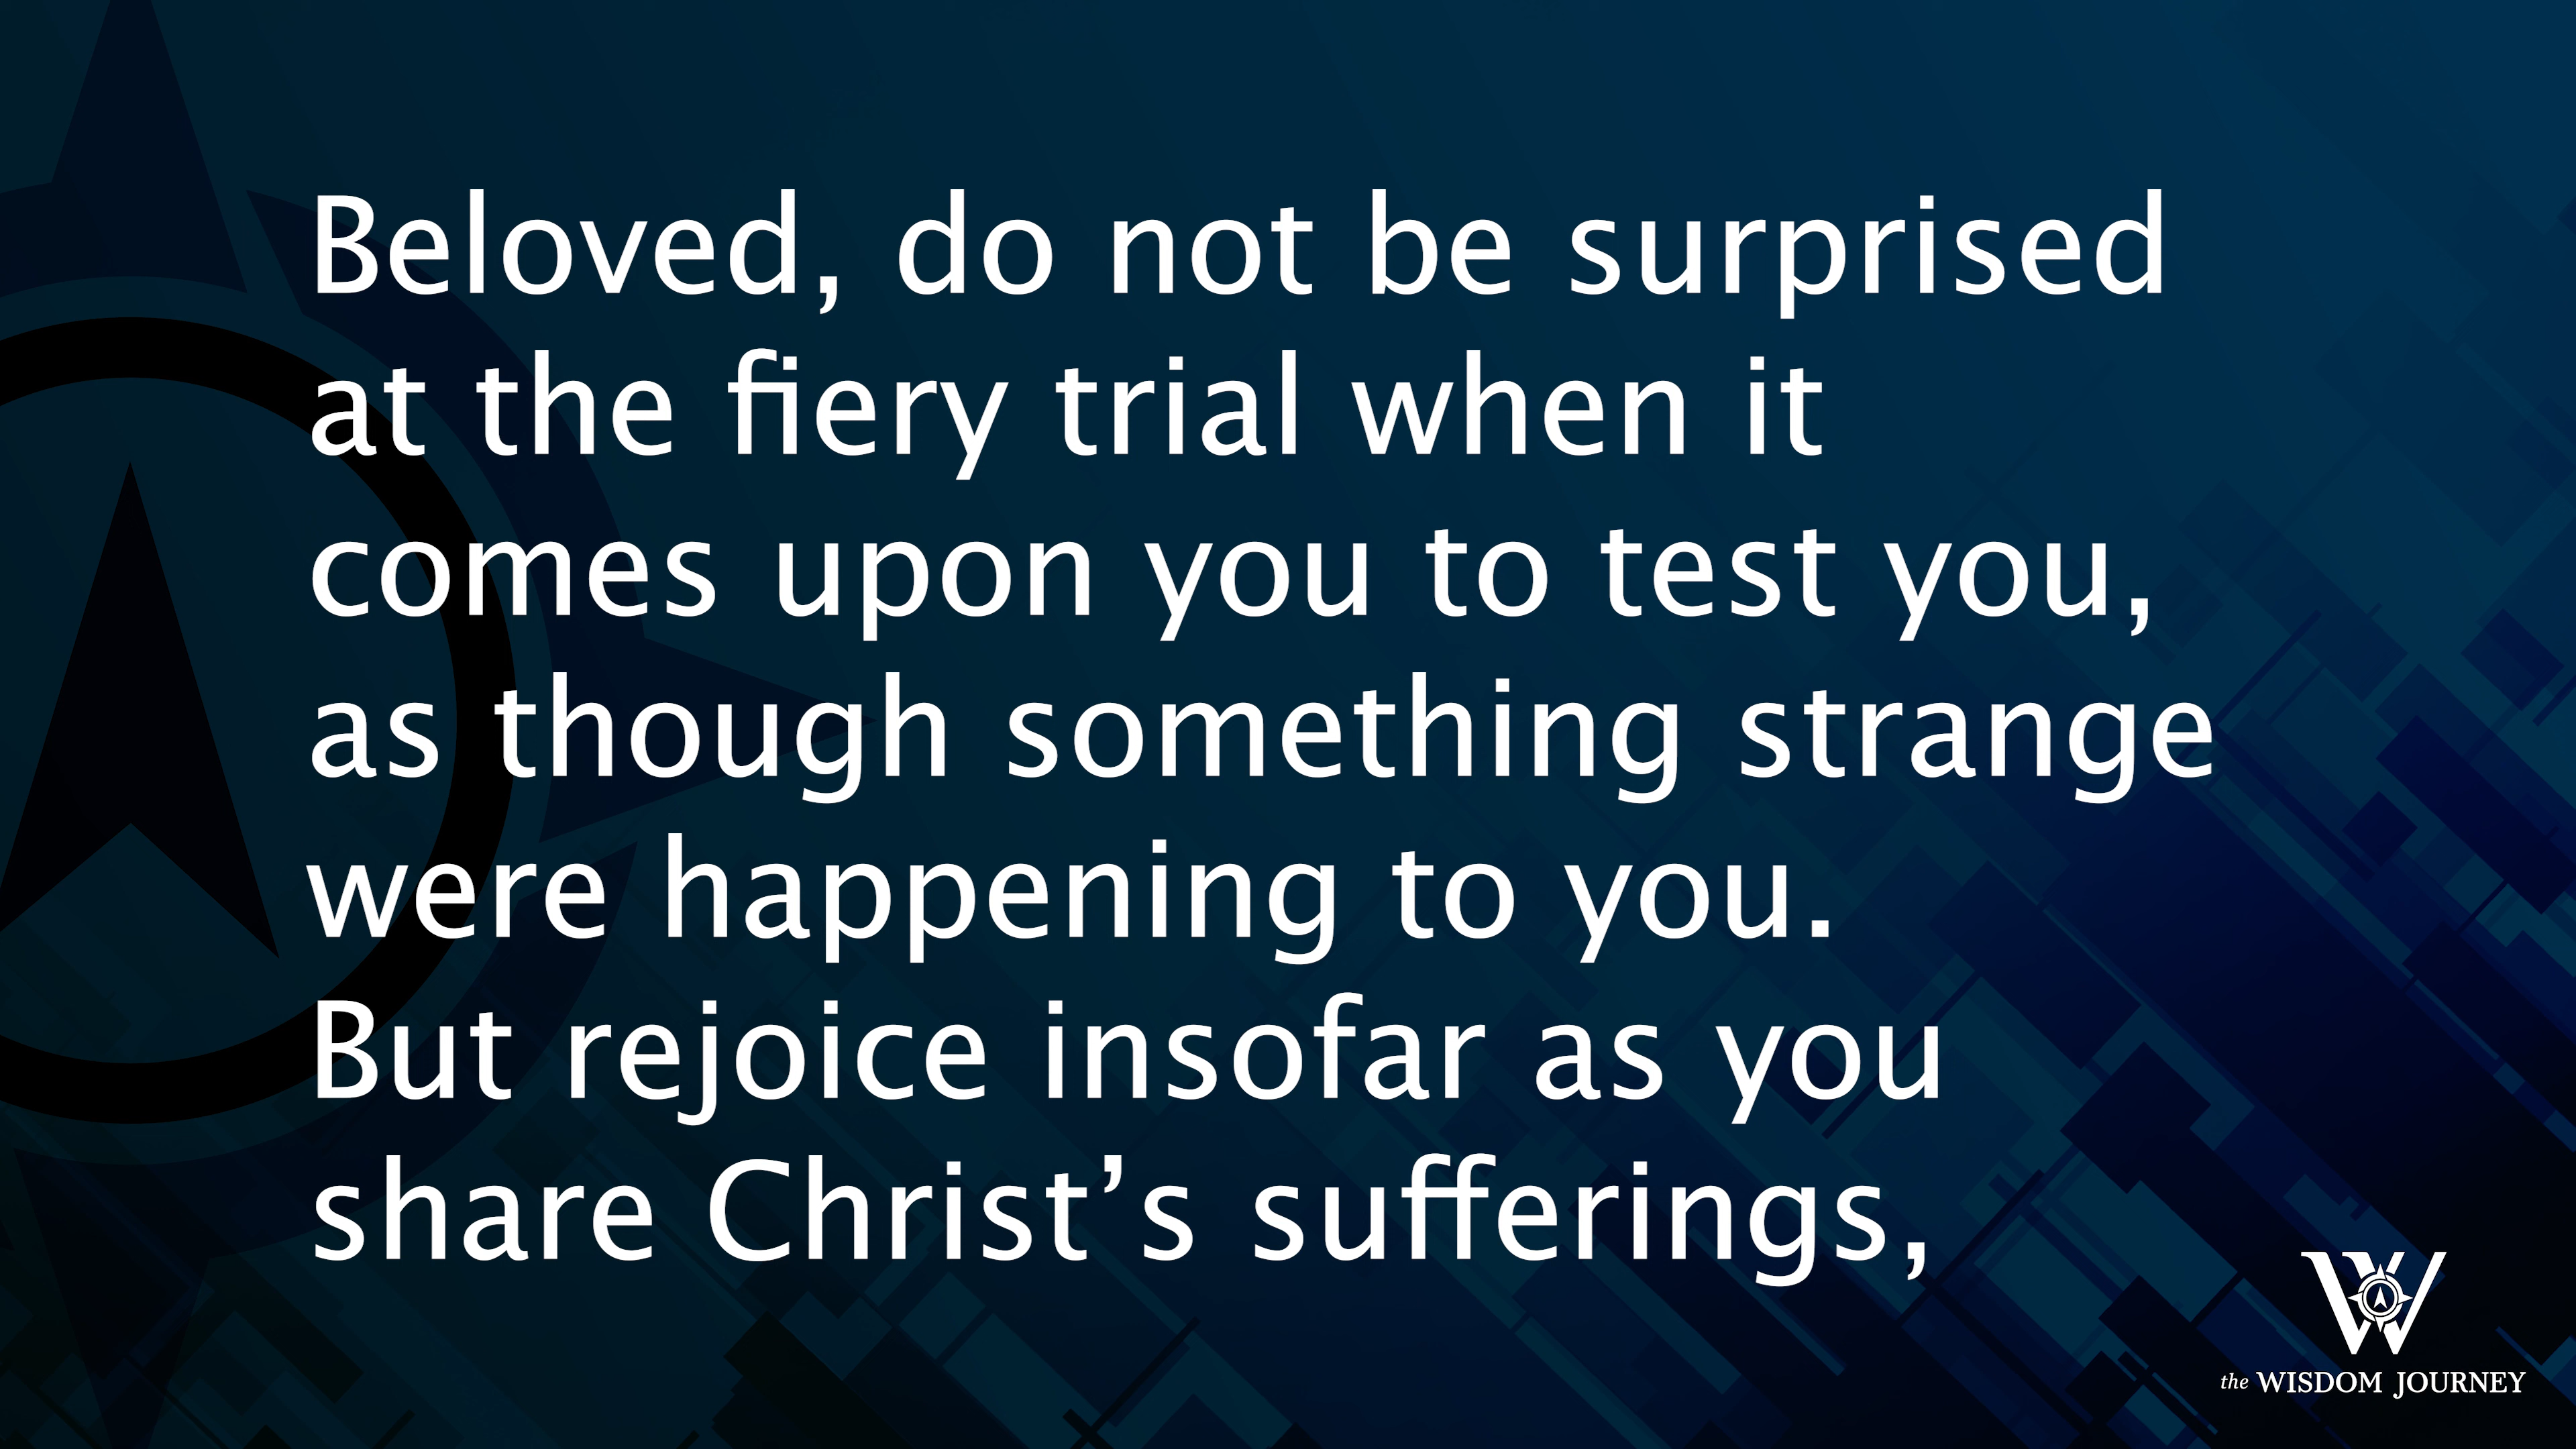 Beloved, do not be surprised
at the fiery trial when it
comes upon you to test you,
as though something strange
were happening to you.
But rejoice insofar as you
share Christ’s sufferings,
W
the WISDOM JOURNEY